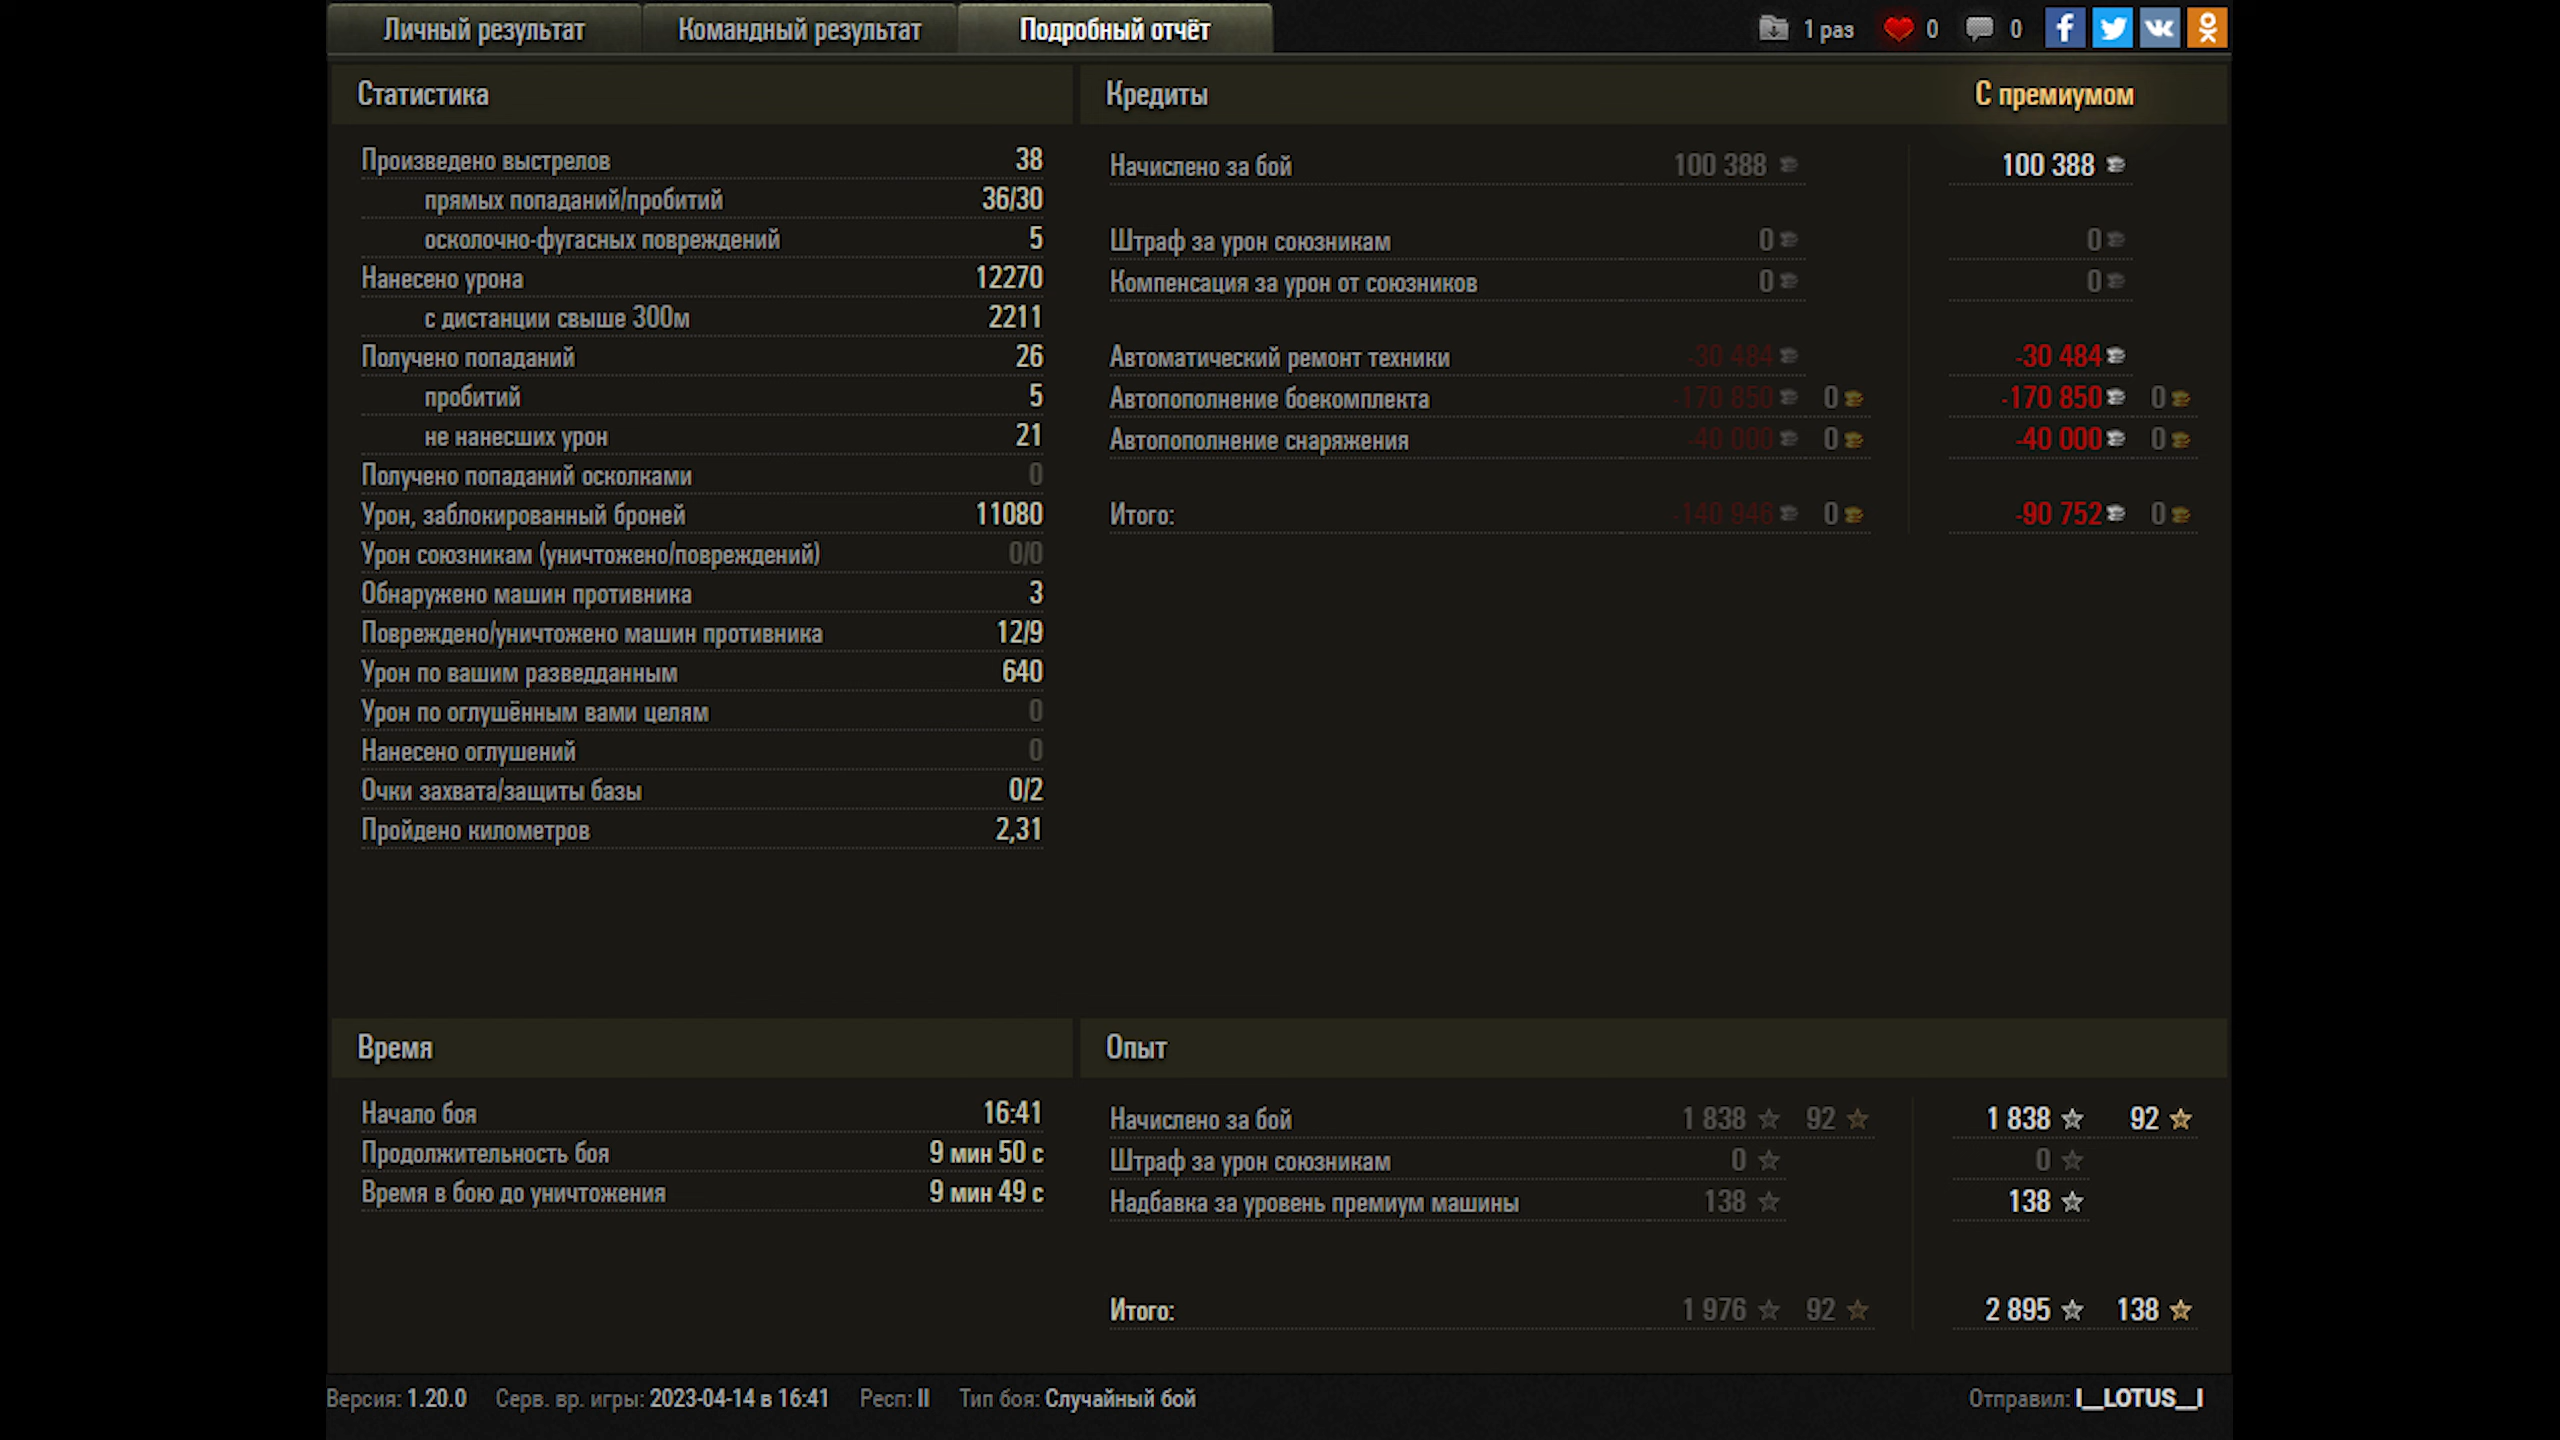 Личный результат Командный результат Подробный отчёт 1 раз 0 0
Статистика
Произведено выстрелов 38
прямых попаданий/пробитий 36/30
осколочно-фугасных повреждений 5
Нанесено урона 12270
с дистанции свыше 300м 2211
Получено попаданий 26
пробитий 5
не нанесших урон 21
Получено попаданий осколками 0
Урон, заблокированный броней 11080
Урон союзникам (уничтожено/повреждений) 0/0
Обнаружено машин противника 3
Повреждено/уничтожено машин противника 12/9
Урон по вашим разведданным 640
Урон по оглушённым вами целям 0
Нанесено оглушений 0
Очки захвата/защиты базы 0/2
Пройдено километров 2,31
Кредиты С премиумом
Начислено за бой 100 388 100 388
Штраф за урон союзникам 0 0
Компенсация за урон от союзников 0 0
Автоматический ремонт техники -30 484 -30 484
Автопополнение боекомплекта -170 850 0 -170 850 0
Автопополнение снаряжения -40 000 0 -40 000 0
Итого: -140 946 0 -90 752 0
Время
Начало боя 16:41
Продолжительность боя 9 мин 50 с
Время в бою до уничтожения 9 мин 49 с
Опыт
Начислено за бой 1 838 92 1 838 92
Штраф за урон союзникам 0 0
Надбавка за уровень премиум машины 138 138
Итого: 1 976 92 2 895 138
Версия: 1.20.0 Серв. вр. игры: 2023-04-14 в 16:41 Респ: II Тип боя: Случайный бой Отправил: I__LOTUS__I